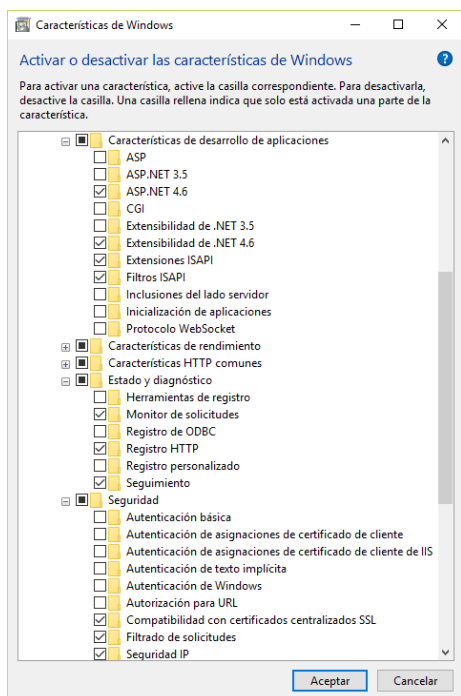 Características de Windows
Activar o desactivar las características de Windows
Para activar una característica, active la casilla correspondiente. Para desactivarla,
desactive la casilla. Una casilla rellena indica que solo está activada una parte de la
característica.
Características de desarrollo de aplicaciones
ASP
ASP.NET 3.5
ASP.NET 4.6
CGI
Extensibilidad de .NET 3.5
Extensibilidad de .NET 4.6
Extensiones ISAPI
Filtros ISAPI
Inclusiones del lado servidor
Inicialización de aplicaciones
Protocolo WebSocket
Características de rendimiento
Características HTTP comunes
Estado y diagnóstico
Herramientas de registro
Monitor de solicitudes
Registro de ODBC
Registro HTTP
Registro personalizado
Seguimiento
Seguridad
Autenticación básica
Autenticación de asignaciones de certificado de cliente
Autenticación de asignaciones de certificado de cliente de IIS
Autenticación de texto implícita
Autenticación de Windows
Autorización para URL
Compatibilidad con certificados centralizados SSL
Filtrado de solicitudes
Seguridad IP
Aceptar Cancelar